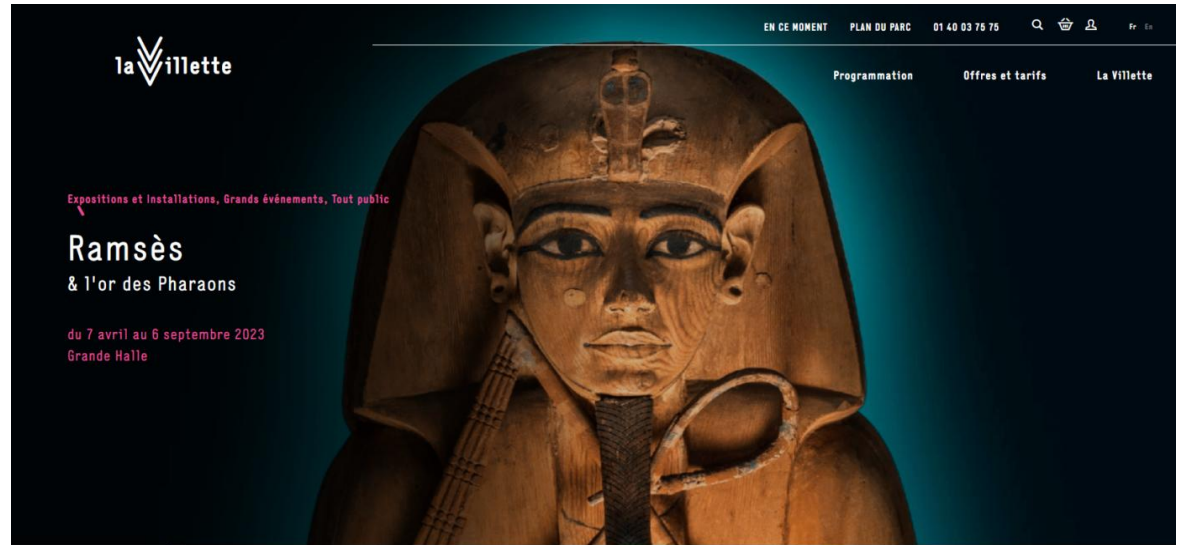 EN CE MOMENT PLAN DU PARC 01 40 03 75 75 Fr En
la Villette
Programmation Offres et tarifs La Villette
Expositions et Installations, Grands événements, Tout public
Ramsès
& l'or des Pharaons
du 7 avril au 6 septembre 2023
Grande Halle